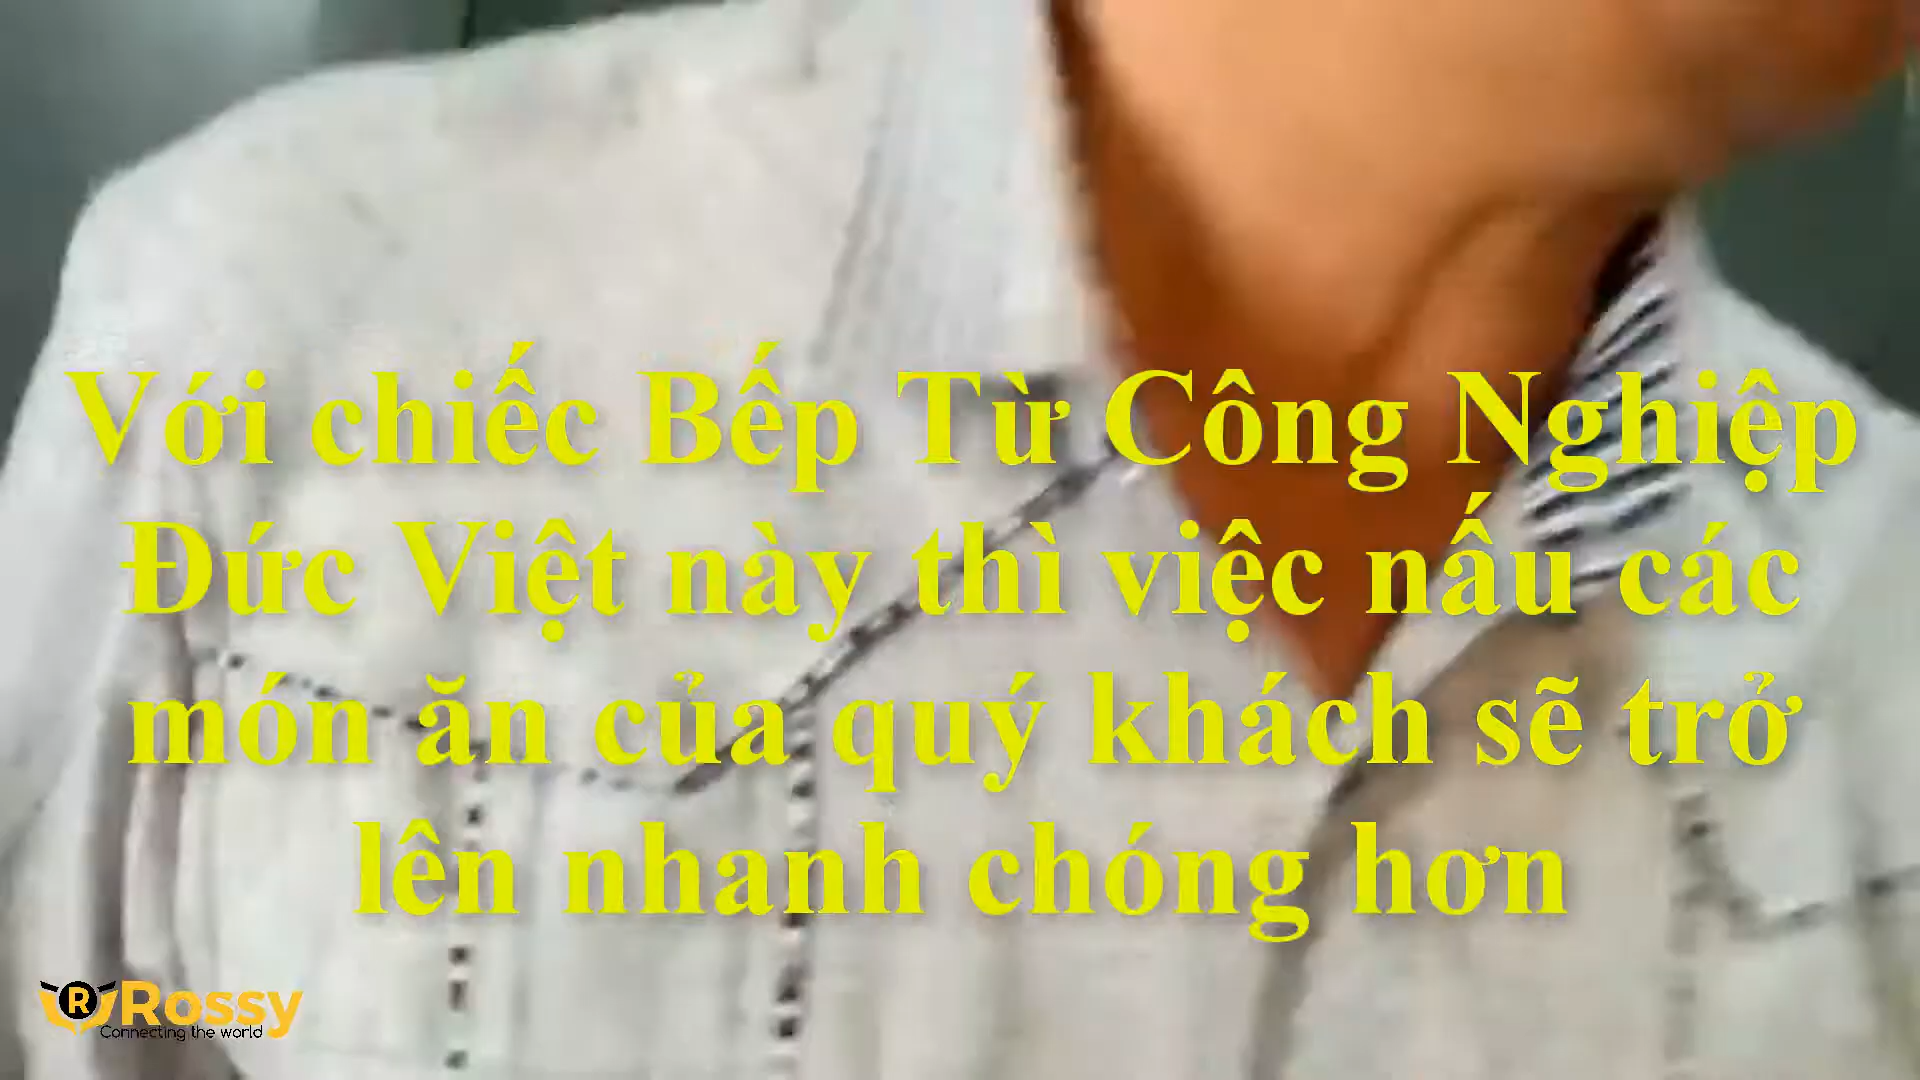 Với chiếc Bếp Từ Công Nghiệp
Đức Việt này thì việc nấu các
món ăn của quý khách sẽ trở
lên nhanh chóng hơn
R Rossy
Connecting the world